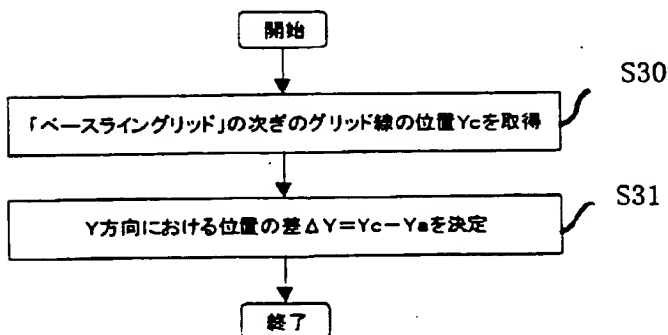 開始
S30
「ベースライングリッド」の次ぎのグリッド線の位置Ycを取得
S31
Y方向における位置の差ΔY=Yc-Yaを決定
終了